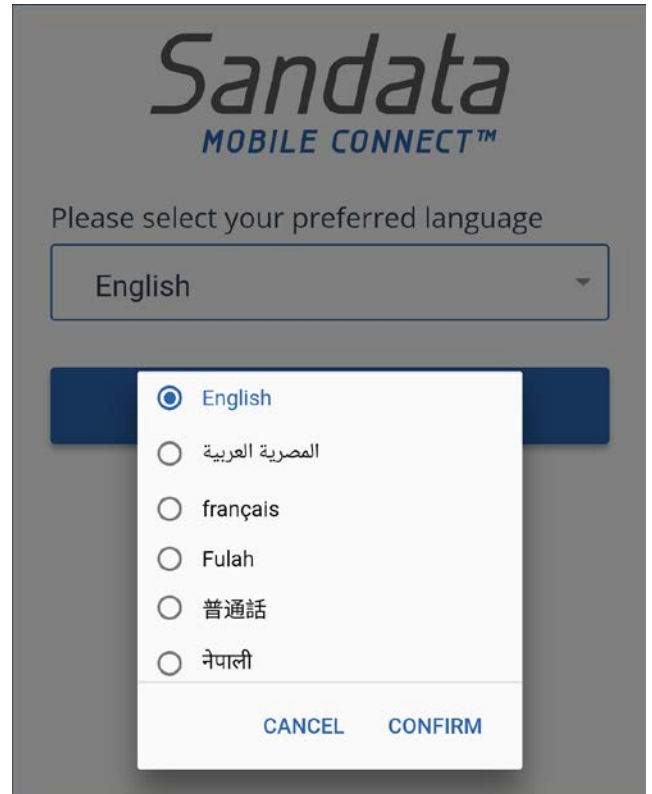 Sandata
MOBILE CONNECT™
Please select your preferred language
English
English
المصرية العربية
français
Fulah
普通話
नेपाली
CANCEL CONFIRM